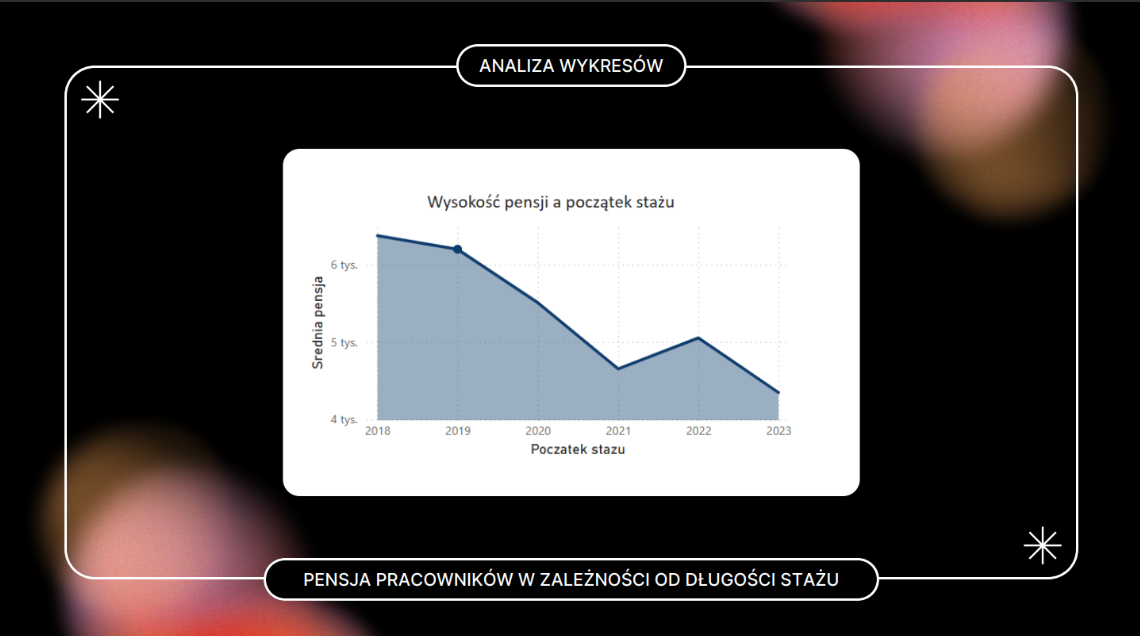 ANALIZA WYKRESÓW
Wysokość pensji a początek stażu
6 tys.
5 tys.
4 tys.
Srednia pensja
2018 2019 2020 2021 2022 2023
Poczatek stazu
PENSJA PRACOWNIKÓW W ZALEŻNOŚCI OD DŁUGOŚCI STAŻU